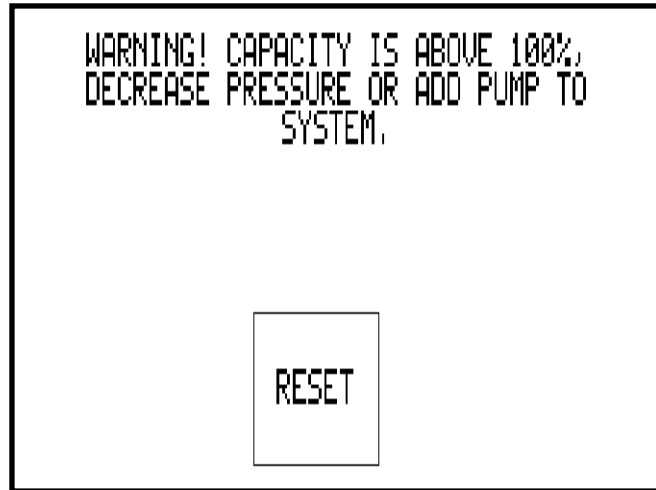 WARNING! CAPACITY IS ABOVE 100%,
DECREASE PRESSURE OR ADD PUMP TO
SYSTEM.
RESET